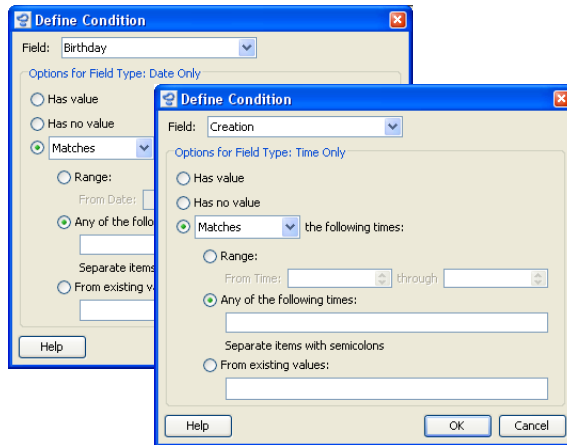 Define Condition
Field: Birthday
Options for Field Type: Date Only
Has value
Has no value
Matches
Range:
From Date:
Any of the follo
Separate items
From existing va
Help
Define Condition
Field: Creation
Options for Field Type: Time Only
Has value
Has no value
Matches the following times:
Range:
From Time: through
Any of the following times:
Separate items with semicolons
From existing values:
Help OK Cancel